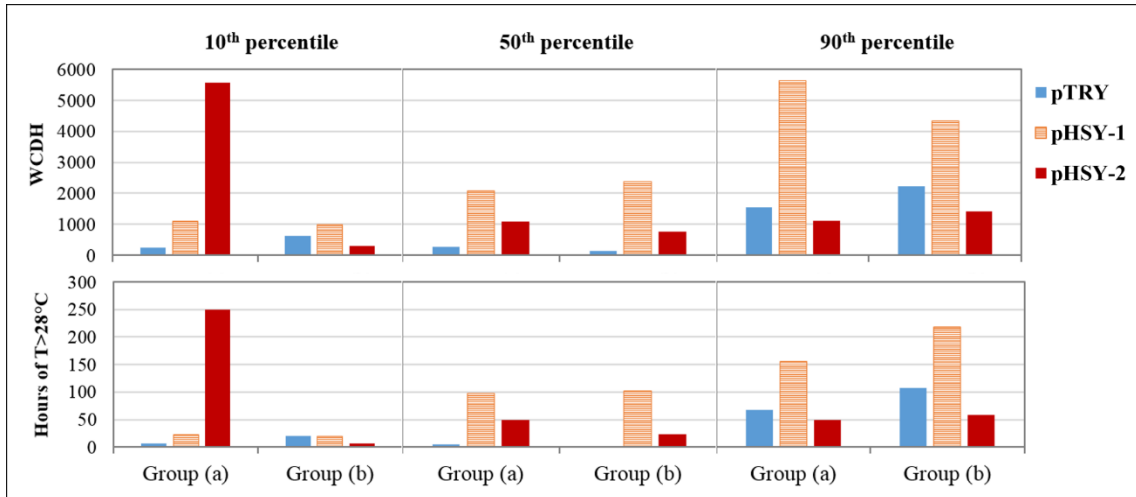 10th percentile 50th percentile 90th percentile
WCDH
6000
5000
4000
3000
2000
1000
0
pTRY
pHSY-1
pHSY-2
Hours of T>28°C
300
250
200
150
100
50
0
Group (a) Group (b) Group (a) Group (b) Group (a) Group (b)